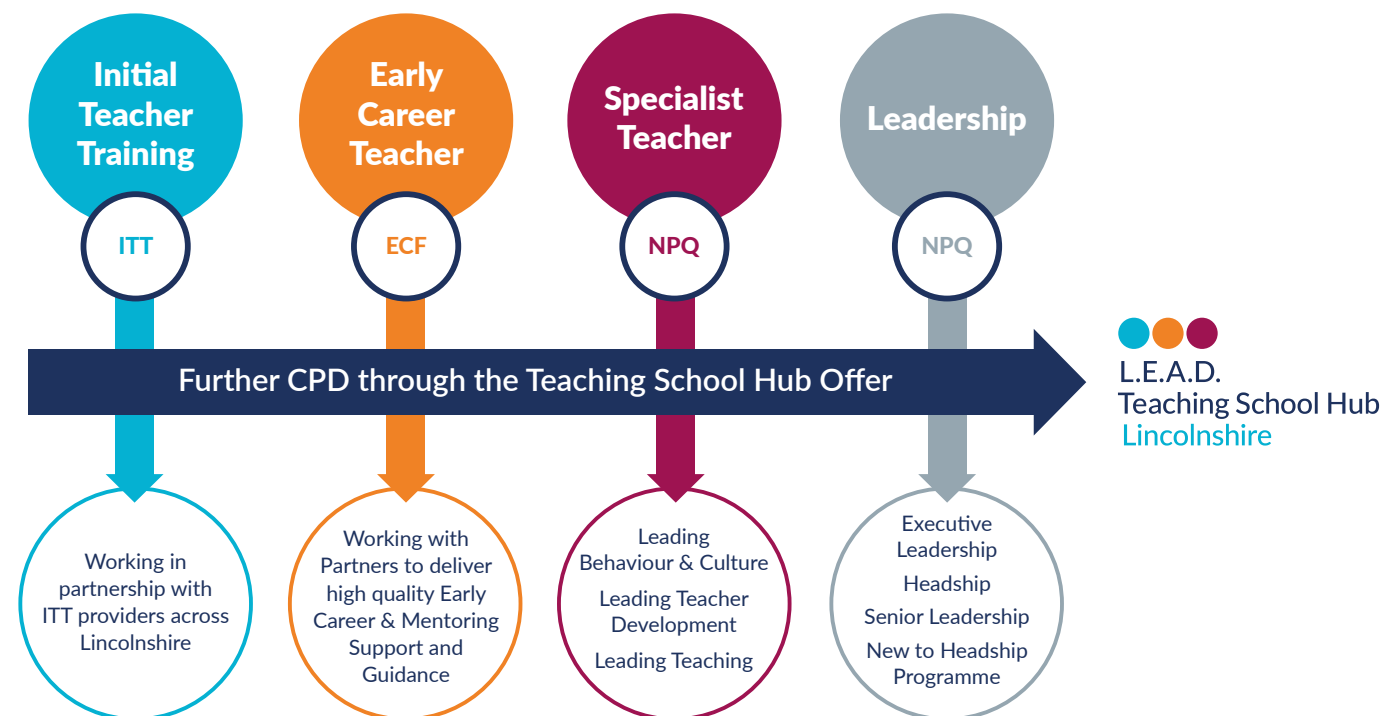 Initial
Teacher
Training
Early
Career
Teacher
Specialist
Teacher
Leadership
ITT
ECF
NPQ
NPQ
Further CPD through the Teaching School Hub Offer
L.E.A.D.
Teaching School Hub
Lincolnshire
Working in
partnership with
ITT providers across
Lincolnshire
Working with
Partners to deliver
high quality Early
Career & Mentoring
Support and
Guidance
Leading
Behaviour & Culture
Leading Teacher
Development
Leading Teaching
Executive
Leadership
Headship
Senior Leadership
New to Headship
Programme